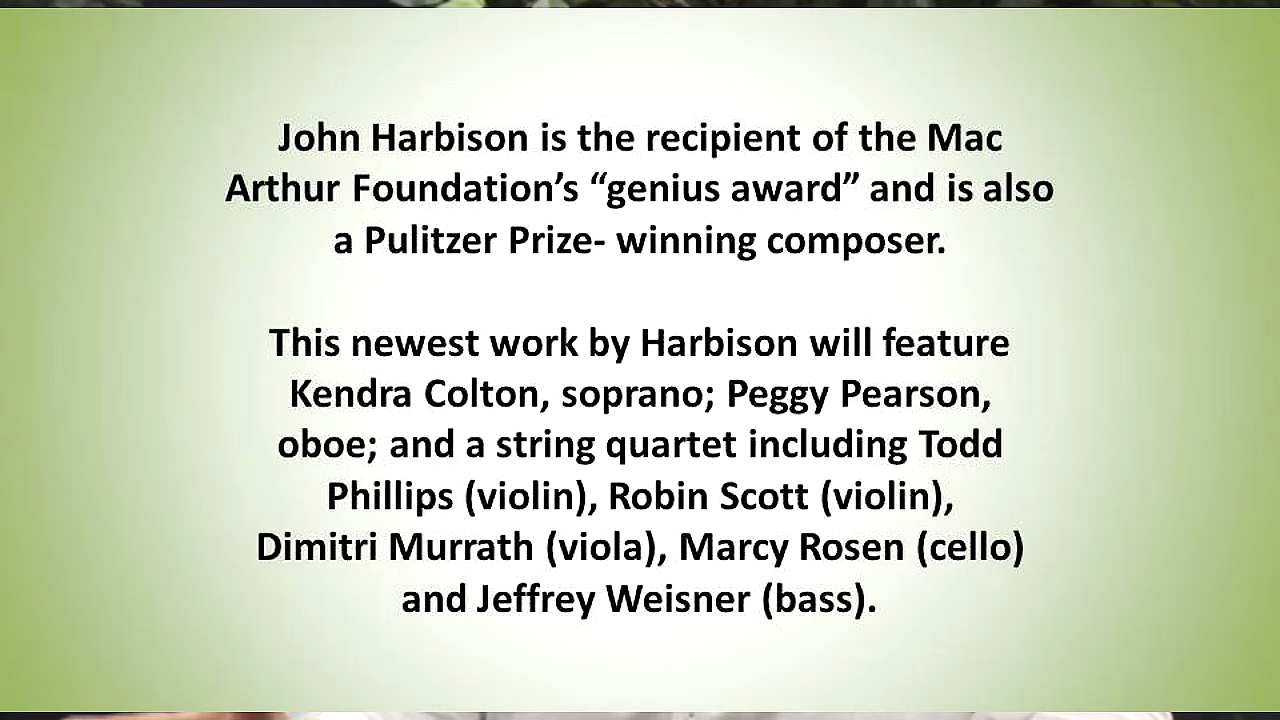 John Harbison is the recipient of the Mac
Arthur Foundation’s “genius award” and is also
a Pulitzer Prize- winning composer.
This newest work by Harbison will feature
Kendra Colton, soprano; Peggy Pearson,
oboe; and a string quartet including Todd
Phillips (violin), Robin Scott (violin),
Dimitri Murrath (viola), Marcy Rosen (cello)
and Jeffrey Weisner (bass).